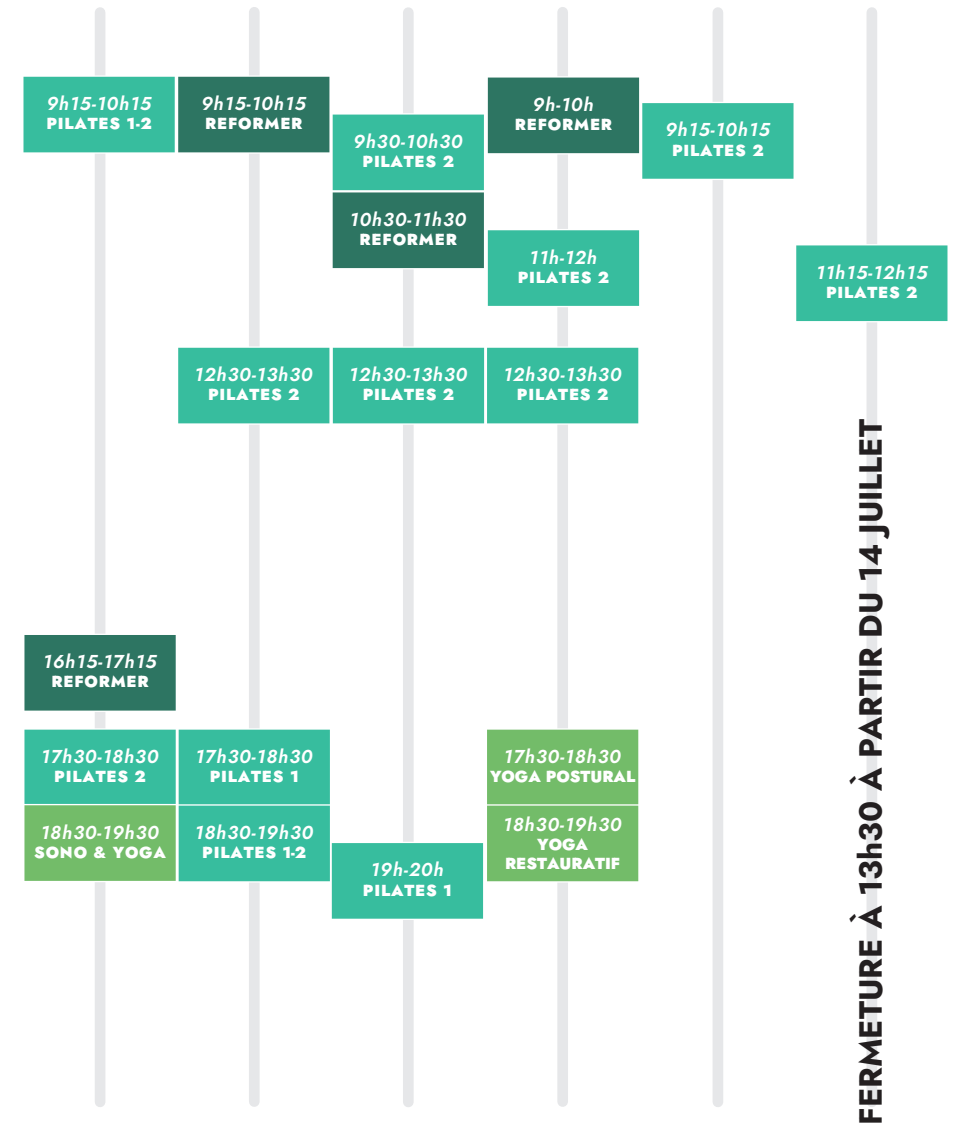 9h15-10h15
PILATES 1-2
16h15-17h15
REFORMER
17h30-18h30
PILATES 2
18h30-19h30
SONO & YOGA
9h15-10h15
REFORMER
12h30-13h30
PILATES 2
17h30-18h30
PILATES 1
18h30-19h30
PILATES 1-2
9h30-10h30
PILATES 2
10h30-11h30
REFORMER
12h30-13h30
PILATES 2
19h-20h
PILATES 1
9h-10h
REFORMER
11h-12h
PILATES 2
12h30-13h30
PILATES 2
17h30-18h30
YOGA POSTURAL
18h30-19h30
YOGA
RESTAURATIF
9h15-10h15
PILATES 2
11h15-12h15
PILATES 2
FERMETURE À 13h30 À PARTIR DU 14 JUILLET